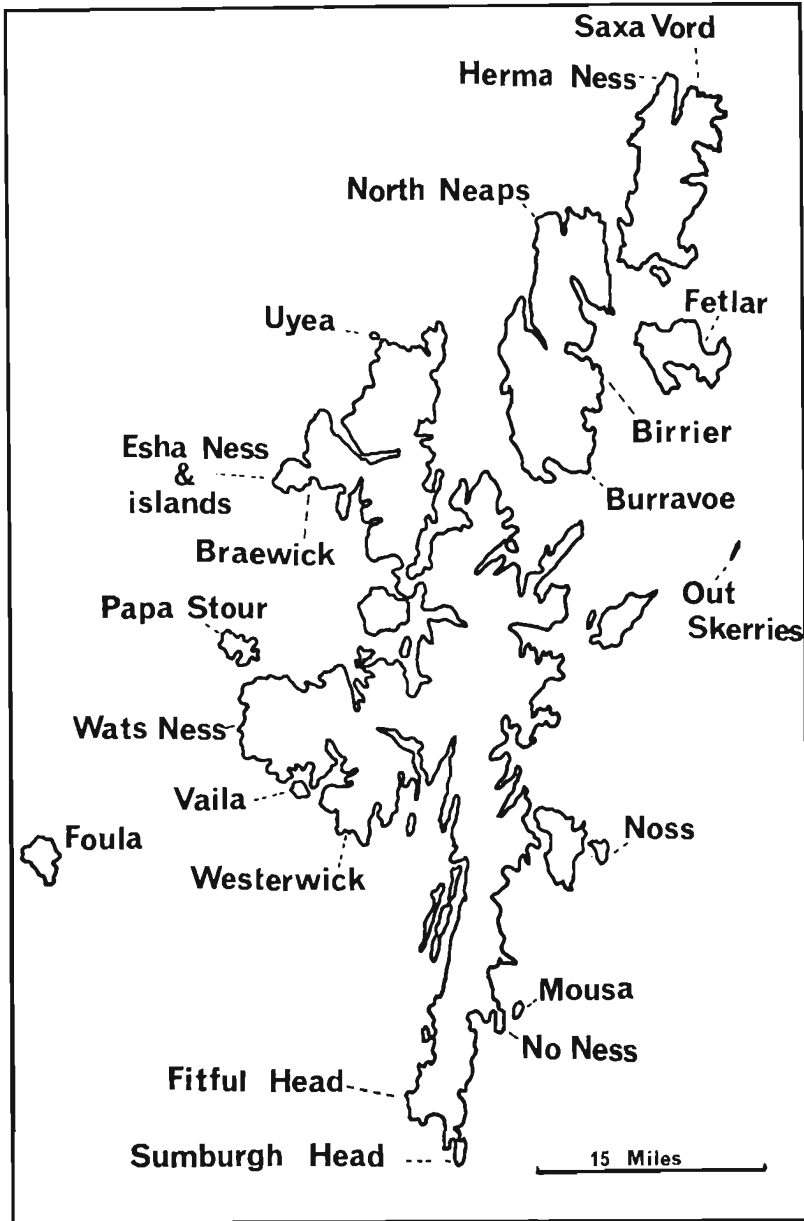 Saxa Vord
Herma Ness
North Neaps
Fetlar
Uyea
Birrier
Esha Ness
&
islands
Burravoe
Braewick
Out
Skerries
Papa Stour
Wats Ness
Vaila
Noss
Foula
Westerwick
Mousa
No Ness
Fitful Head
Sumburgh Head
15 Miles